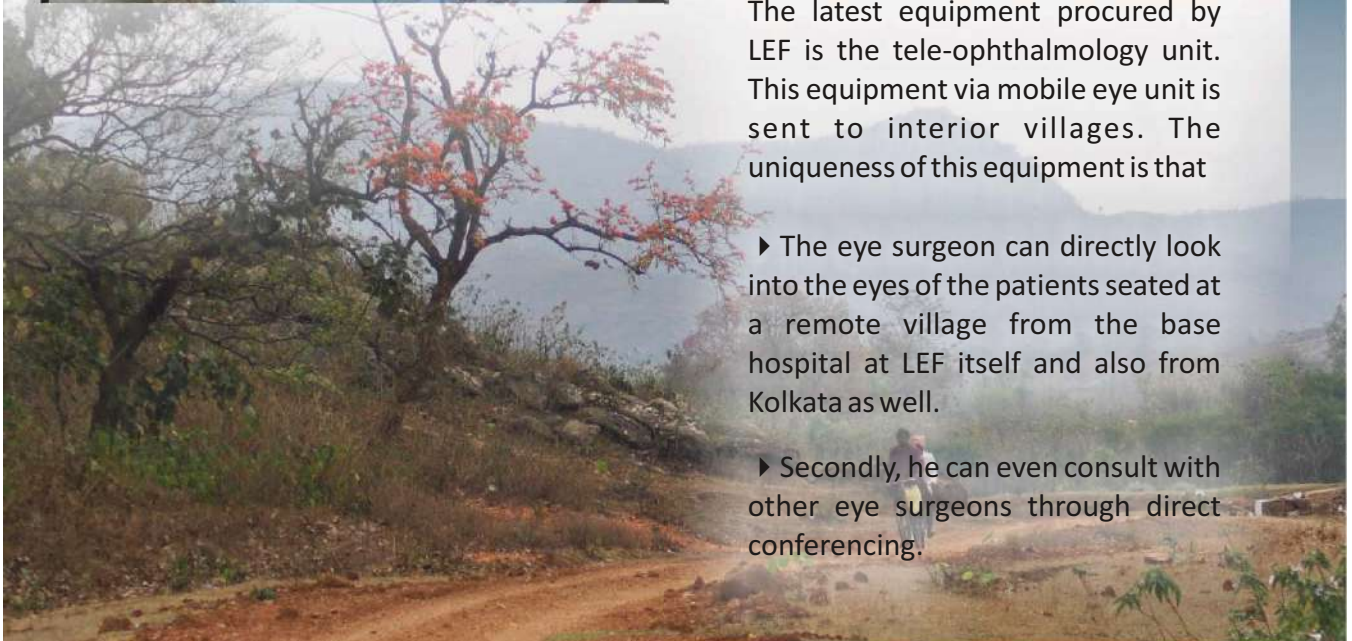 The latest equipment procured by
LEF is the tele-ophthalmology unit.
This equipment via mobile eye unit is
sent to interior villages. The
uniqueness of this equipment is that
▶ The eye surgeon can directly look
into the eyes of the patients seated at
a remote village from the base
hospital at LEF itself and also from
Kolkata as well.
▶ Secondly, he can even consult with
other eye surgeons through direct
conferencing.